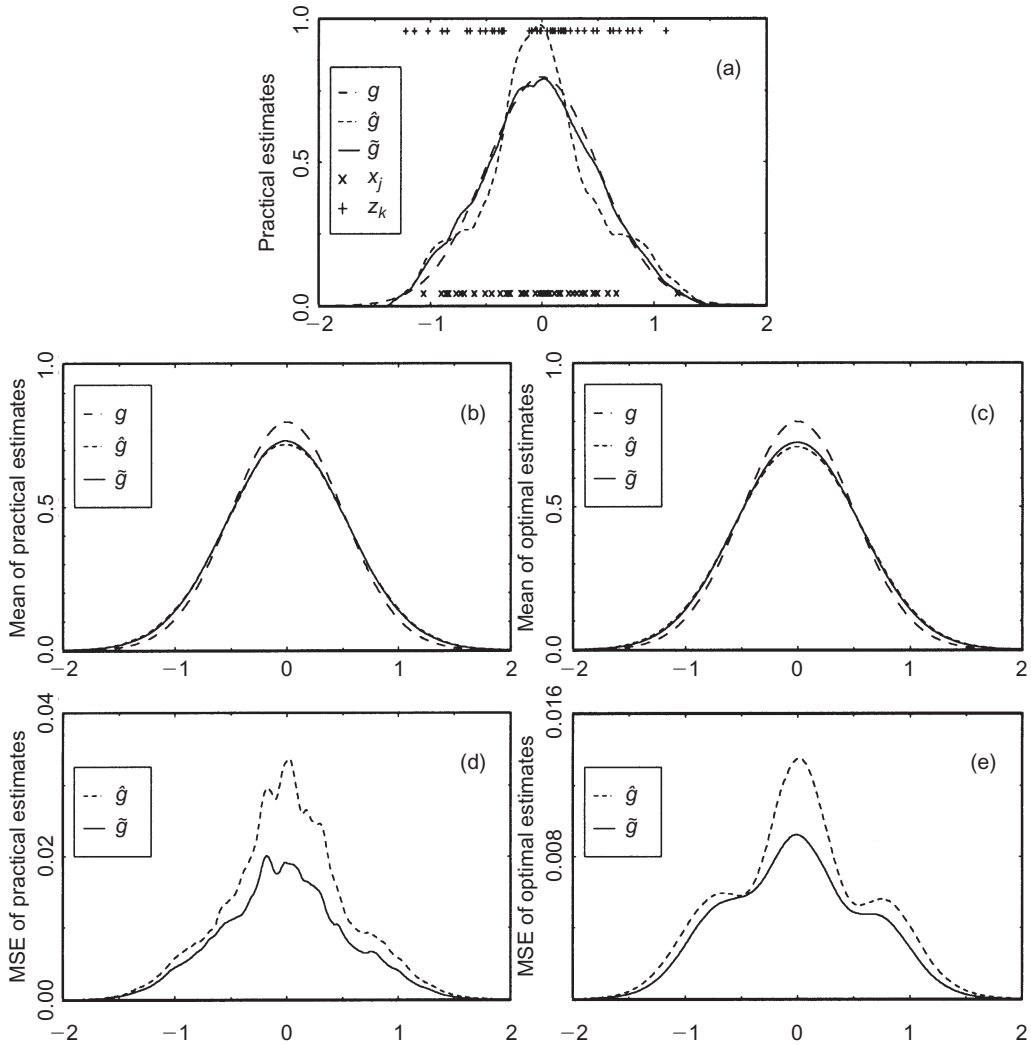 Practical estimates
1.0
0.5
0.0
(a)
g
ĝ
g̃
x_j
z_k
−2
−1
0
1
2
Mean of practical estimates
1.0
0.5
0.0
(b)
g
ĝ
g̃
−2
−1
0
1
2
Mean of optimal estimates
1.0
0.5
0.0
(c)
g
ĝ
g̃
−2
−1
0
1
2
MSE of practical estimates
0.04
0.02
0.00
(d)
ĝ
g̃
−2
−1
0
1
2
MSE of optimal estimates
0.016
0.008
(e)
ĝ
g̃
−2
−1
0
1
2